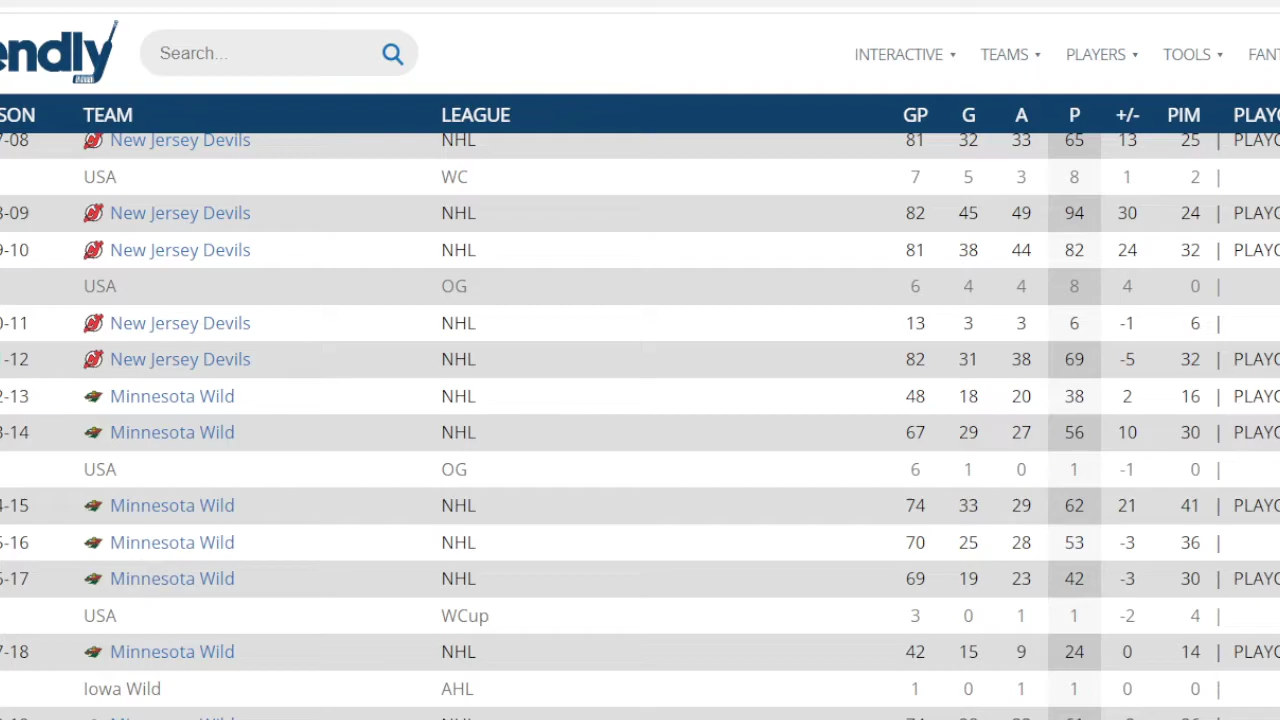 endly Search... INTERACTIVE TEAMS PLAYERS TOOLS FANT
SON TEAM LEAGUE GP G A P +/- PIM PLAYO
7-08 New Jersey Devils NHL 81 32 33 65 13 25 | PLAYO
USA WC 7 5 3 8 1 2 |
8-09 New Jersey Devils NHL 82 45 49 94 30 24 | PLAYO
9-10 New Jersey Devils NHL 81 38 44 82 24 32 | PLAYO
USA OG 6 4 4 8 4 0 |
0-11 New Jersey Devils NHL 13 3 3 6 -1 6 |
-12 New Jersey Devils NHL 82 31 38 69 -5 32 | PLAYO
2-13 Minnesota Wild NHL 48 18 20 38 2 16 | PLAYO
3-14 Minnesota Wild NHL 67 29 27 56 10 30 | PLAYO
USA OG 6 1 0 1 -1 0 |
4-15 Minnesota Wild NHL 74 33 29 62 21 41 | PLAYO
5-16 Minnesota Wild NHL 70 25 28 53 -3 36 |
6-17 Minnesota Wild NHL 69 19 23 42 -3 30 | PLAYO
USA WCup 3 0 1 1 -2 4 |
7-18 Minnesota Wild NHL 42 15 9 24 0 14 | PLAYO
Iowa Wild AHL 1 0 1 1 0 0 |